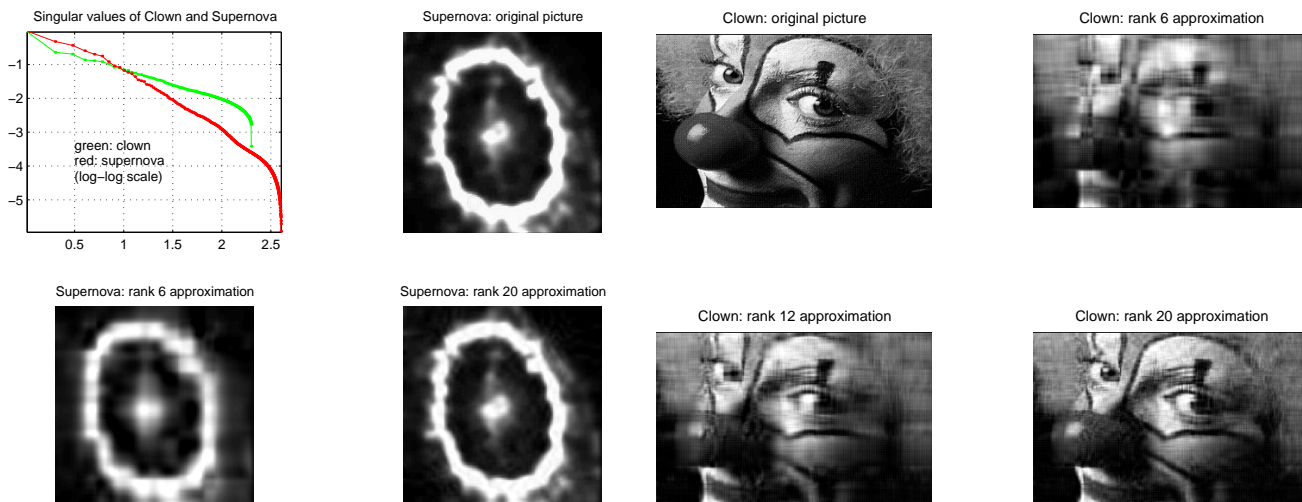 Singular values of Clown and Supernova
−1
−2
−3
−4
−5
green: clown
red: supernova
(log−log scale)
0.5
1
1.5
2
2.5
Supernova: original picture
Clown: original picture
Clown: rank 6 approximation
Supernova: rank 6 approximation
Supernova: rank 20 approximation
Clown: rank 12 approximation
Clown: rank 20 approximation